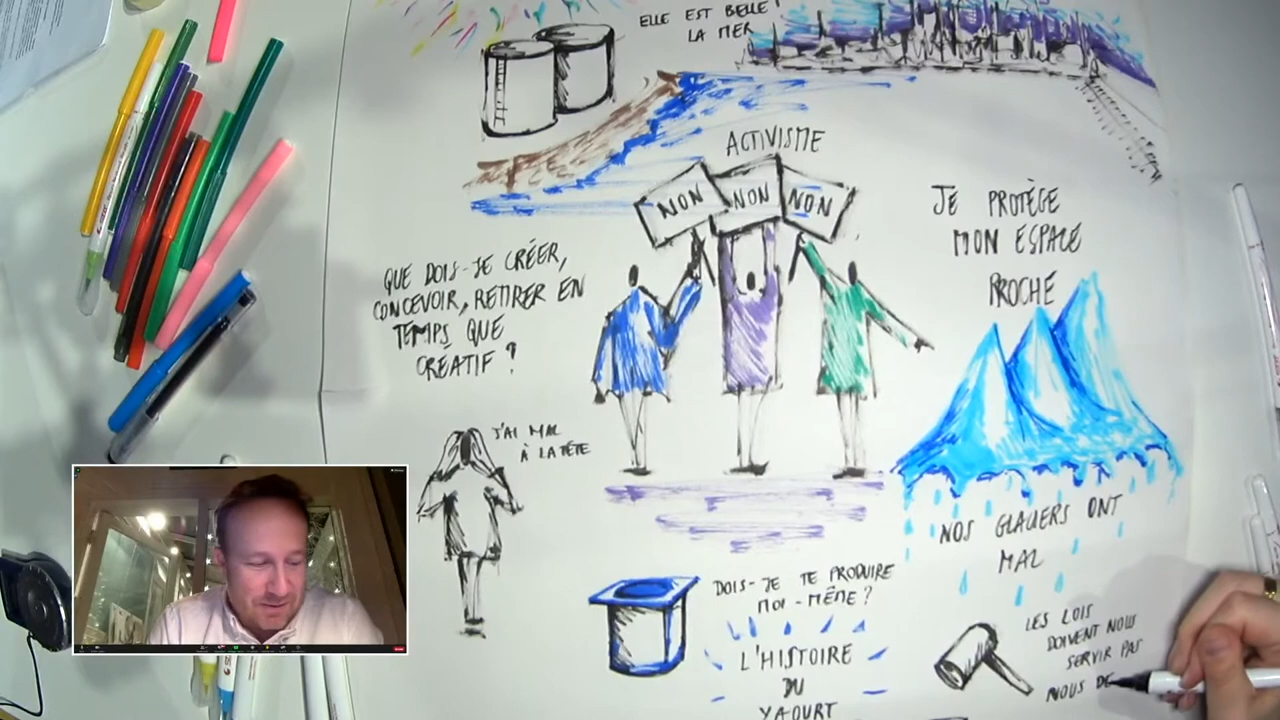 ELLE EST BELLE !
LA MER
ACTIVISME
NON NON NON
JE PROTÈGE
MON ESPACE
PROCHE
QUE DOIS-JE CRÉER,
CONCEVOIR, RETIRER EN
TEMPS QUE
CRÉATIF ?
J'AI MAL
À LA TÊTE
NOS GLACIERS ONT
MAL
DOIS-JE TE PRODUIRE
MOI-MÊME ?
L'HISTOIRE
DU
YAOURT
LES LOIS
DOIVENT NOUS
SERVIR PAS
NOUS DE